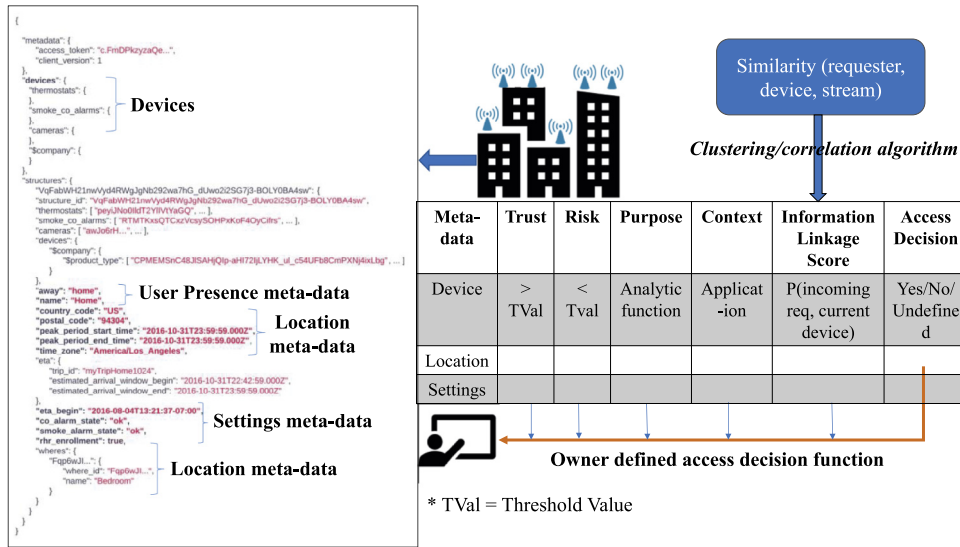 {
"metadata": {
"access_token": "c.FmDPkzyzaQe...",
"client_version": 1
},
"devices": {
"thermostats": {
},
"smoke_co_alarms": {
},
"cameras": {
},
"$company": {
}
},
"structures": {
"structure_id":
"thermostats": [
"smoke_co_alarms": [
"cameras": [ "awJo6rH...", ... ],
"devices": {
"$company": {
"$product_type": [
}
},
"away": "home",
"name": "Home",
"country_code": "US",
"postal_code": "94304",
"peak_period_start_time": "2016-10-31T23:59:59.000Z"
"peak_period_end_time": "2016-10-31T23:59:59.000Z",
"time_zone": "America/Los_Angeles",
"eta": {
"trip_id": "myTripHome1024",
"estimated_arrival_window_begin": "2016-10-31T22:42:59.000Z",
"estimated_arrival_window_end": "2016-10-31T23:59:59.000Z"
},
"eta_begin": "2016-08-04T13:21:37-07:00",
"co_alarm_state": "ok",
"smoke_alarm_state": "ok",
"rhr_enrollment": true,
"wheres": {
"Fqp6wJI...": {
"where_id": "Fqp6wJI...",
"name": "Bedroom"
}
}
}
}
}
Devices
User Presence meta-data
Location
meta-data
Settings meta-data
Location meta-data
Similarity (requester,
device, stream)
Clustering/correlation algorithm
Meta-
data
Trust
Risk
Purpose
Context
Information
Linkage
Score
Access
Decision
Device
>
TVal
<
Tval
Analytic
function
Applicat
-ion
P(incoming
req, current
device)
Yes/No/
Undefine
d
Location
Settings
Owner defined access decision function
* TVal = Threshold Value